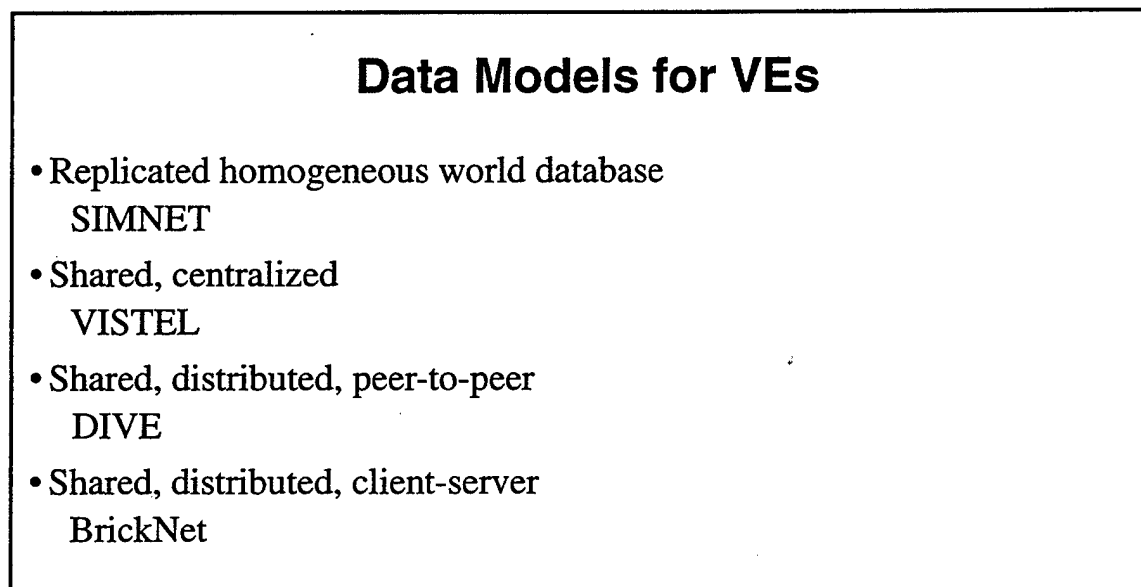 Data Models for VEs
• Replicated homogeneous world database
SIMNET
• Shared, centralized
VISTEL
• Shared, distributed, peer-to-peer
DIVE
• Shared, distributed, client-server
BrickNet